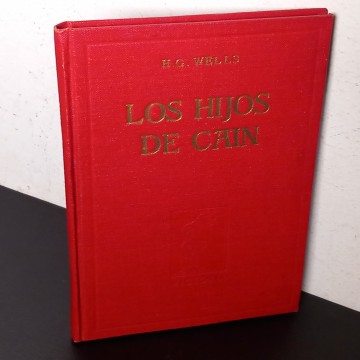 H. G. WELLS
LOS HIJOS
DE CAIN